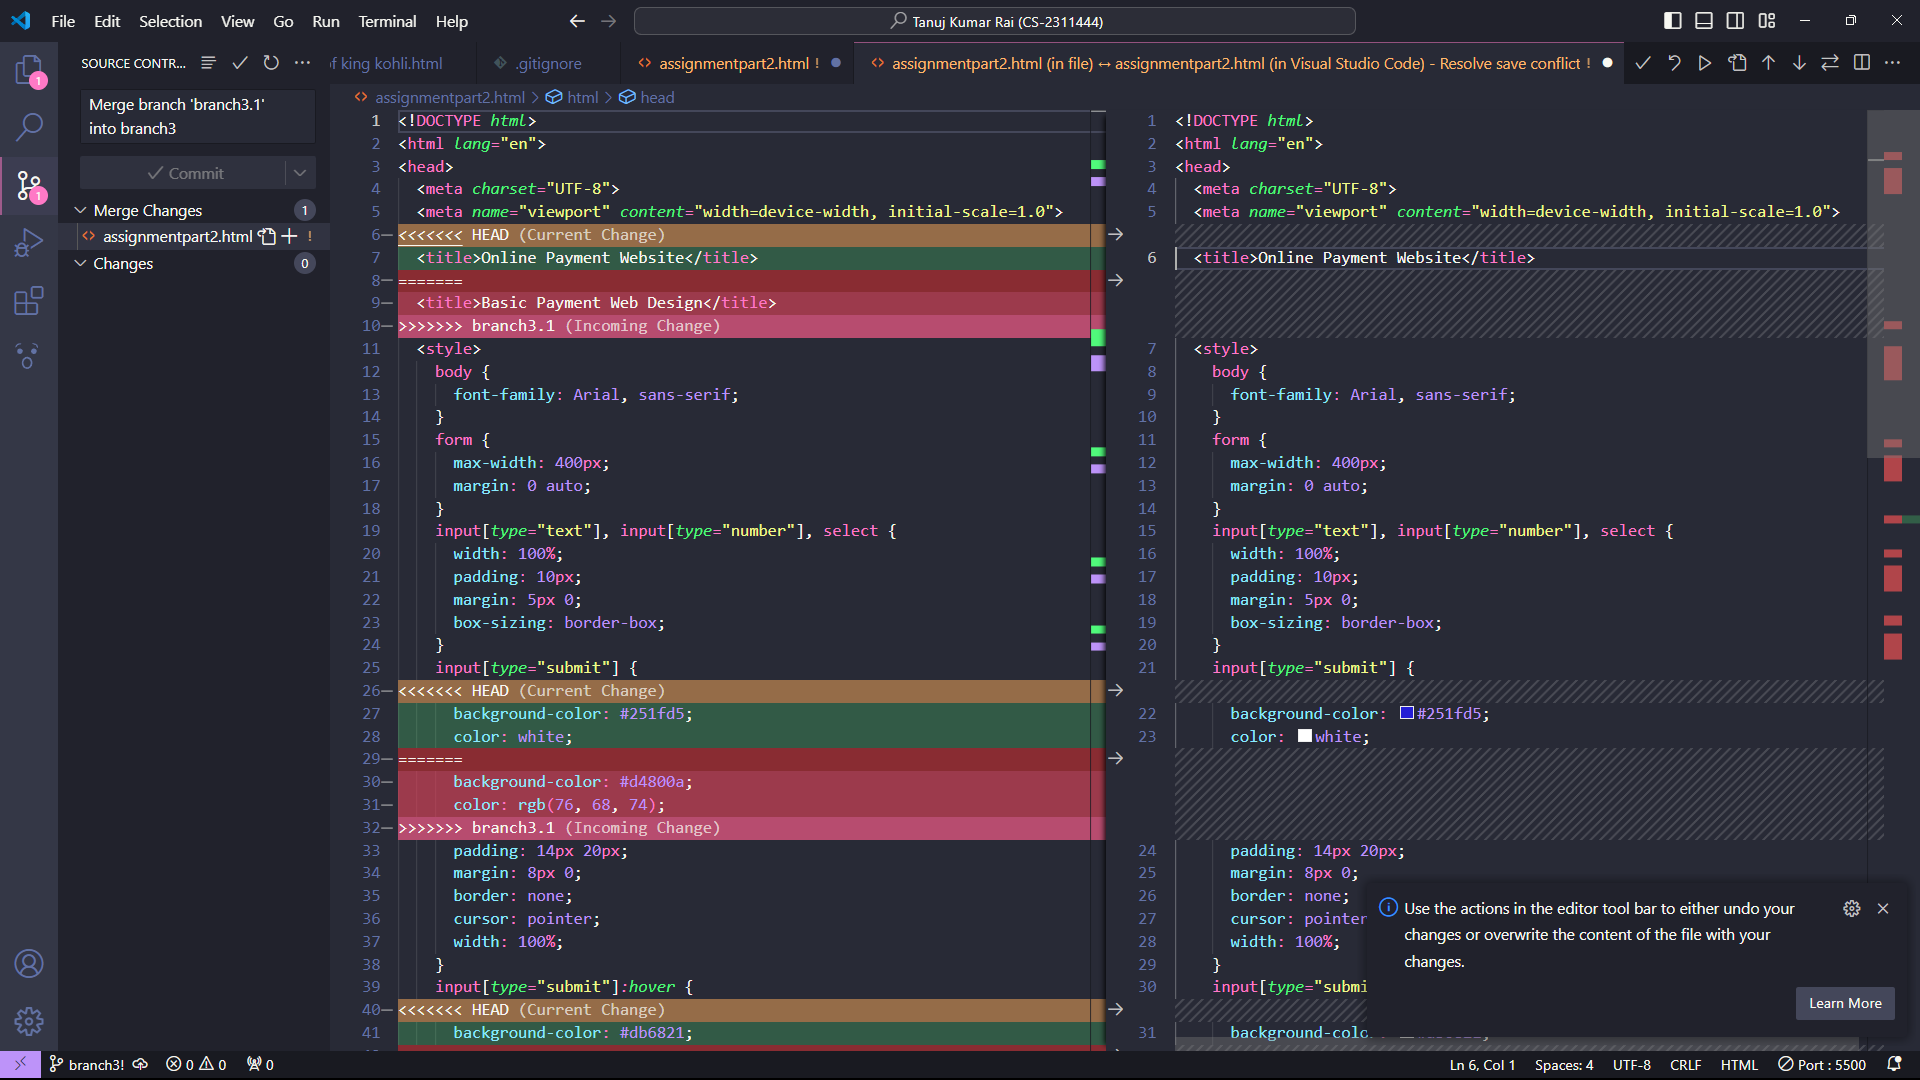 File Edit Selection View Go Run Terminal Help
Tanuj Kumar Rai (CS-2311444)
SOURCE CONTR...
f king kohli.html
.gitignore
assignmentpart2.html !
assignmentpart2.html (in file) ↔ assignmentpart2.html (in Visual Studio Code) - Resolve save conflict !
Merge branch 'branch3.1'
into branch3
Commit
Merge Changes 1
assignmentpart2.html !
Changes 0
1
1
assignmentpart2.html > html > head
1 <!DOCTYPE html>
2 <html lang="en">
3 <head>
4 <meta charset="UTF-8">
5 <meta name="viewport" content="width=device-width, initial-scale=1.0">
6− <<<<<<< HEAD (Current Change)
7 <title>Online Payment Website</title>
8− =======
9− <title>Basic Payment Web Design</title>
10− >>>>>>> branch3.1 (Incoming Change)
11 <style>
12 body {
13 font-family: Arial, sans-serif;
14 }
15 form {
16 max-width: 400px;
17 margin: 0 auto;
18 }
19 input[type="text"], input[type="number"], select {
20 width: 100%;
21 padding: 10px;
22 margin: 5px 0;
23 box-sizing: border-box;
24 }
25 input[type="submit"] {
26− <<<<<<< HEAD (Current Change)
27 background-color: #251fd5;
28 color: white;
29− =======
30− background-color: #d4800a;
31− color: rgb(76, 68, 74);
32− >>>>>>> branch3.1 (Incoming Change)
33 padding: 14px 20px;
34 margin: 8px 0;
35 border: none;
36 cursor: pointer;
37 width: 100%;
38 }
39 input[type="submit"]:hover {
40− <<<<<<< HEAD (Current Change)
41 background-color: #db6821;
1 <!DOCTYPE html>
2 <html lang="en">
3 <head>
4 <meta charset="UTF-8">
5 <meta name="viewport" content="width=device-width, initial-scale=1.0">
6 <title>Online Payment Website</title>
7 <style>
8 body {
9 font-family: Arial, sans-serif;
10 }
11 form {
12 max-width: 400px;
13 margin: 0 auto;
14 }
15 input[type="text"], input[type="number"], select {
16 width: 100%;
17 padding: 10px;
18 margin: 5px 0;
19 box-sizing: border-box;
20 }
21 input[type="submit"] {
22 background-color: #251fd5;
23 color: white;
24 padding: 14px 20px;
25 margin: 8px 0;
26 border: none;
27 cursor: pointer
28 width: 100%;
29 }
30 input[type="submi
31 background-colo
Use the actions in the editor tool bar to either undo your
changes or overwrite the content of the file with your
changes.
Learn More
branch3! 0 0 0
Ln 6, Col 1 Spaces: 4 UTF-8 CRLF HTML Port : 5500